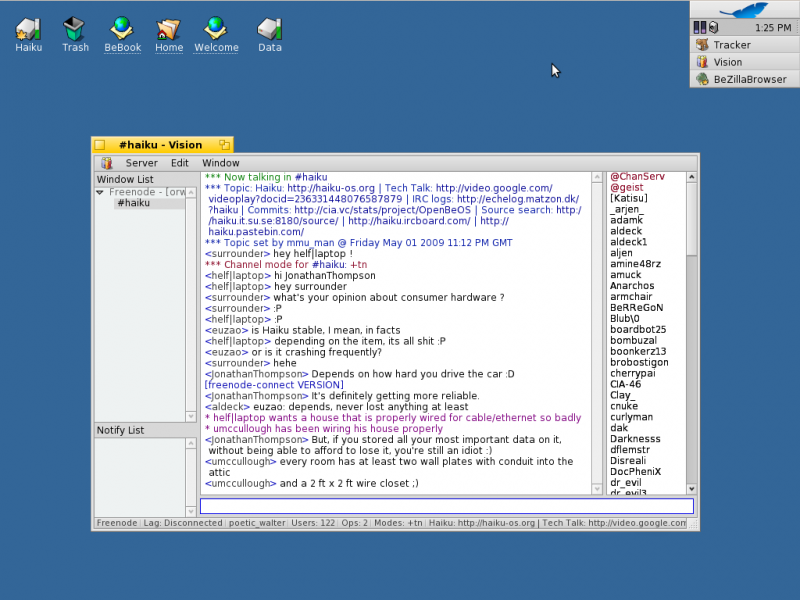 Haiku
Trash
BeBook
Home
Welcome
Data
1:25 PM
Tracker
Vision
BeZillaBrowser
#haiku - Vision
Server Edit Window
Window List
Freenode - [orw
#haiku
Notify List
*** Now talking in #haiku
*** Topic: Haiku: http://haiku-os.org | Tech Talk: http://video.google.com/
videoplay?docid=236331448076587879 | IRC logs: http://echelog.matzon.dk/
?haiku | Commits: http://cia.vc/stats/project/OpenBeOS | Source search: http:/
/haiku.it.su.se:8180/source/ | http://haiku.ircboard.com/ | http://
haiku.pastebin.com/
*** Topic set by mmu_man @ Friday May 01 2009 11:12 PM GMT
<surrounder> hey helf|laptop !
*** Channel mode for #haiku: +tn
<helf|laptop> hi JonathanThompson
<helf|laptop> hey surrounder
<surrounder> what's your opinion about consumer hardware ?
<surrounder> :P
<helf|laptop> :P
<euzao> is Haiku stable, I mean, in facts
<helf|laptop> depending on the item, its all shit :P
<euzao> or is it crashing frequently?
<surrounder> hehe
<JonathanThompson> Depends on how hard you drive the car :D
[freenode-connect VERSION]
<JonathanThompson> It's definitely getting more reliable.
<aldeck> euzao: depends, never lost anything at least
* helf|laptop wants a house that is properly wired for cable/ethernet so badly
* umccullough has been wiring his house properly
<JonathanThompson> But, if you stored all your most important data on it,
without being able to afford to lose it, you're still an idiot :)
<umccullough> every room has at least two wall plates with conduit into the
attic
<umccullough> and a 2 ft x 2 ft wire closet ;)
@ChanServ
@geist
[Katisu]
_arjen_
adamk
aldeck
aldeck1
aljen
amine48rz
amuck
Anarchos
armchair
BeRReGoN
Blub\0
boardbot25
bombuzal
boonkerz13
brobostigon
cherrypai
CIA-46
Clay_
cnuke
curlyman
dak
Darknesss
dflemstr
Disreali
DocPheniX
dr_evil
dr_evil3
Freenode Lag: Disconnected poetic_walter Users: 122 Ops: 2 Modes: +tn Haiku: http://haiku-os.org | Tech Talk: http://video.google.com